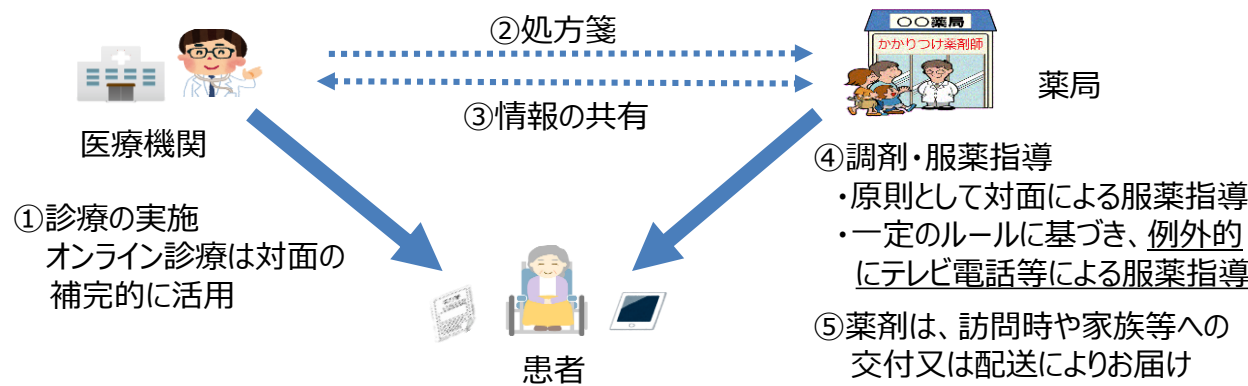 ②処方箋
③情報の共有
医療機関
①診療の実施
オンライン診療は対面の
補完的に活用
〇〇薬局
かかりつけ薬剤師
薬局
④調剤・服薬指導
・原則として対面による服薬指導
・一定のルールに基づき、例外的
にテレビ電話等による服薬指導
⑤薬剤は、訪問時や家族等への
交付又は配送によりお届け
患者